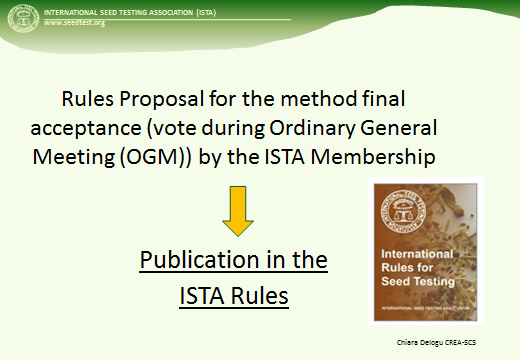 INTERNATIONAL SEED TESTING ASSOCIATION (ISTA)
www.seedtest.org
Rules Proposal for the method final
acceptance (vote during Ordinary General
Meeting (OGM)) by the ISTA Membership
Publication in the
ISTA Rules
International
Rules for
Seed Testing
INTERNATIONAL SEED TESTING ASSOCIATION
Chiara Delogu CREA-SCS